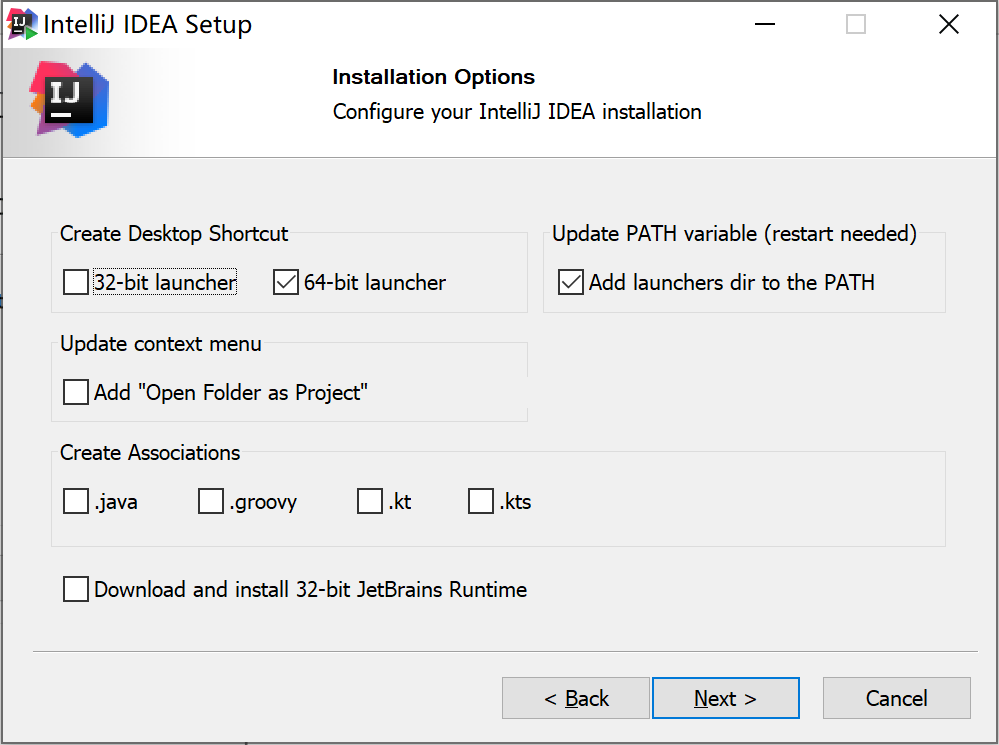 IntelliJ IDEA Setup
IJ
Installation Options
Configure your IntelliJ IDEA installation
Create Desktop Shortcut
Update PATH variable (restart needed)
32-bit launcher 64-bit launcher
Add launchers dir to the PATH
Update context menu
Add "Open Folder as Project"
Create Associations
.java .groovy .kt .kts
Download and install 32-bit JetBrains Runtime
< Back Next > Cancel